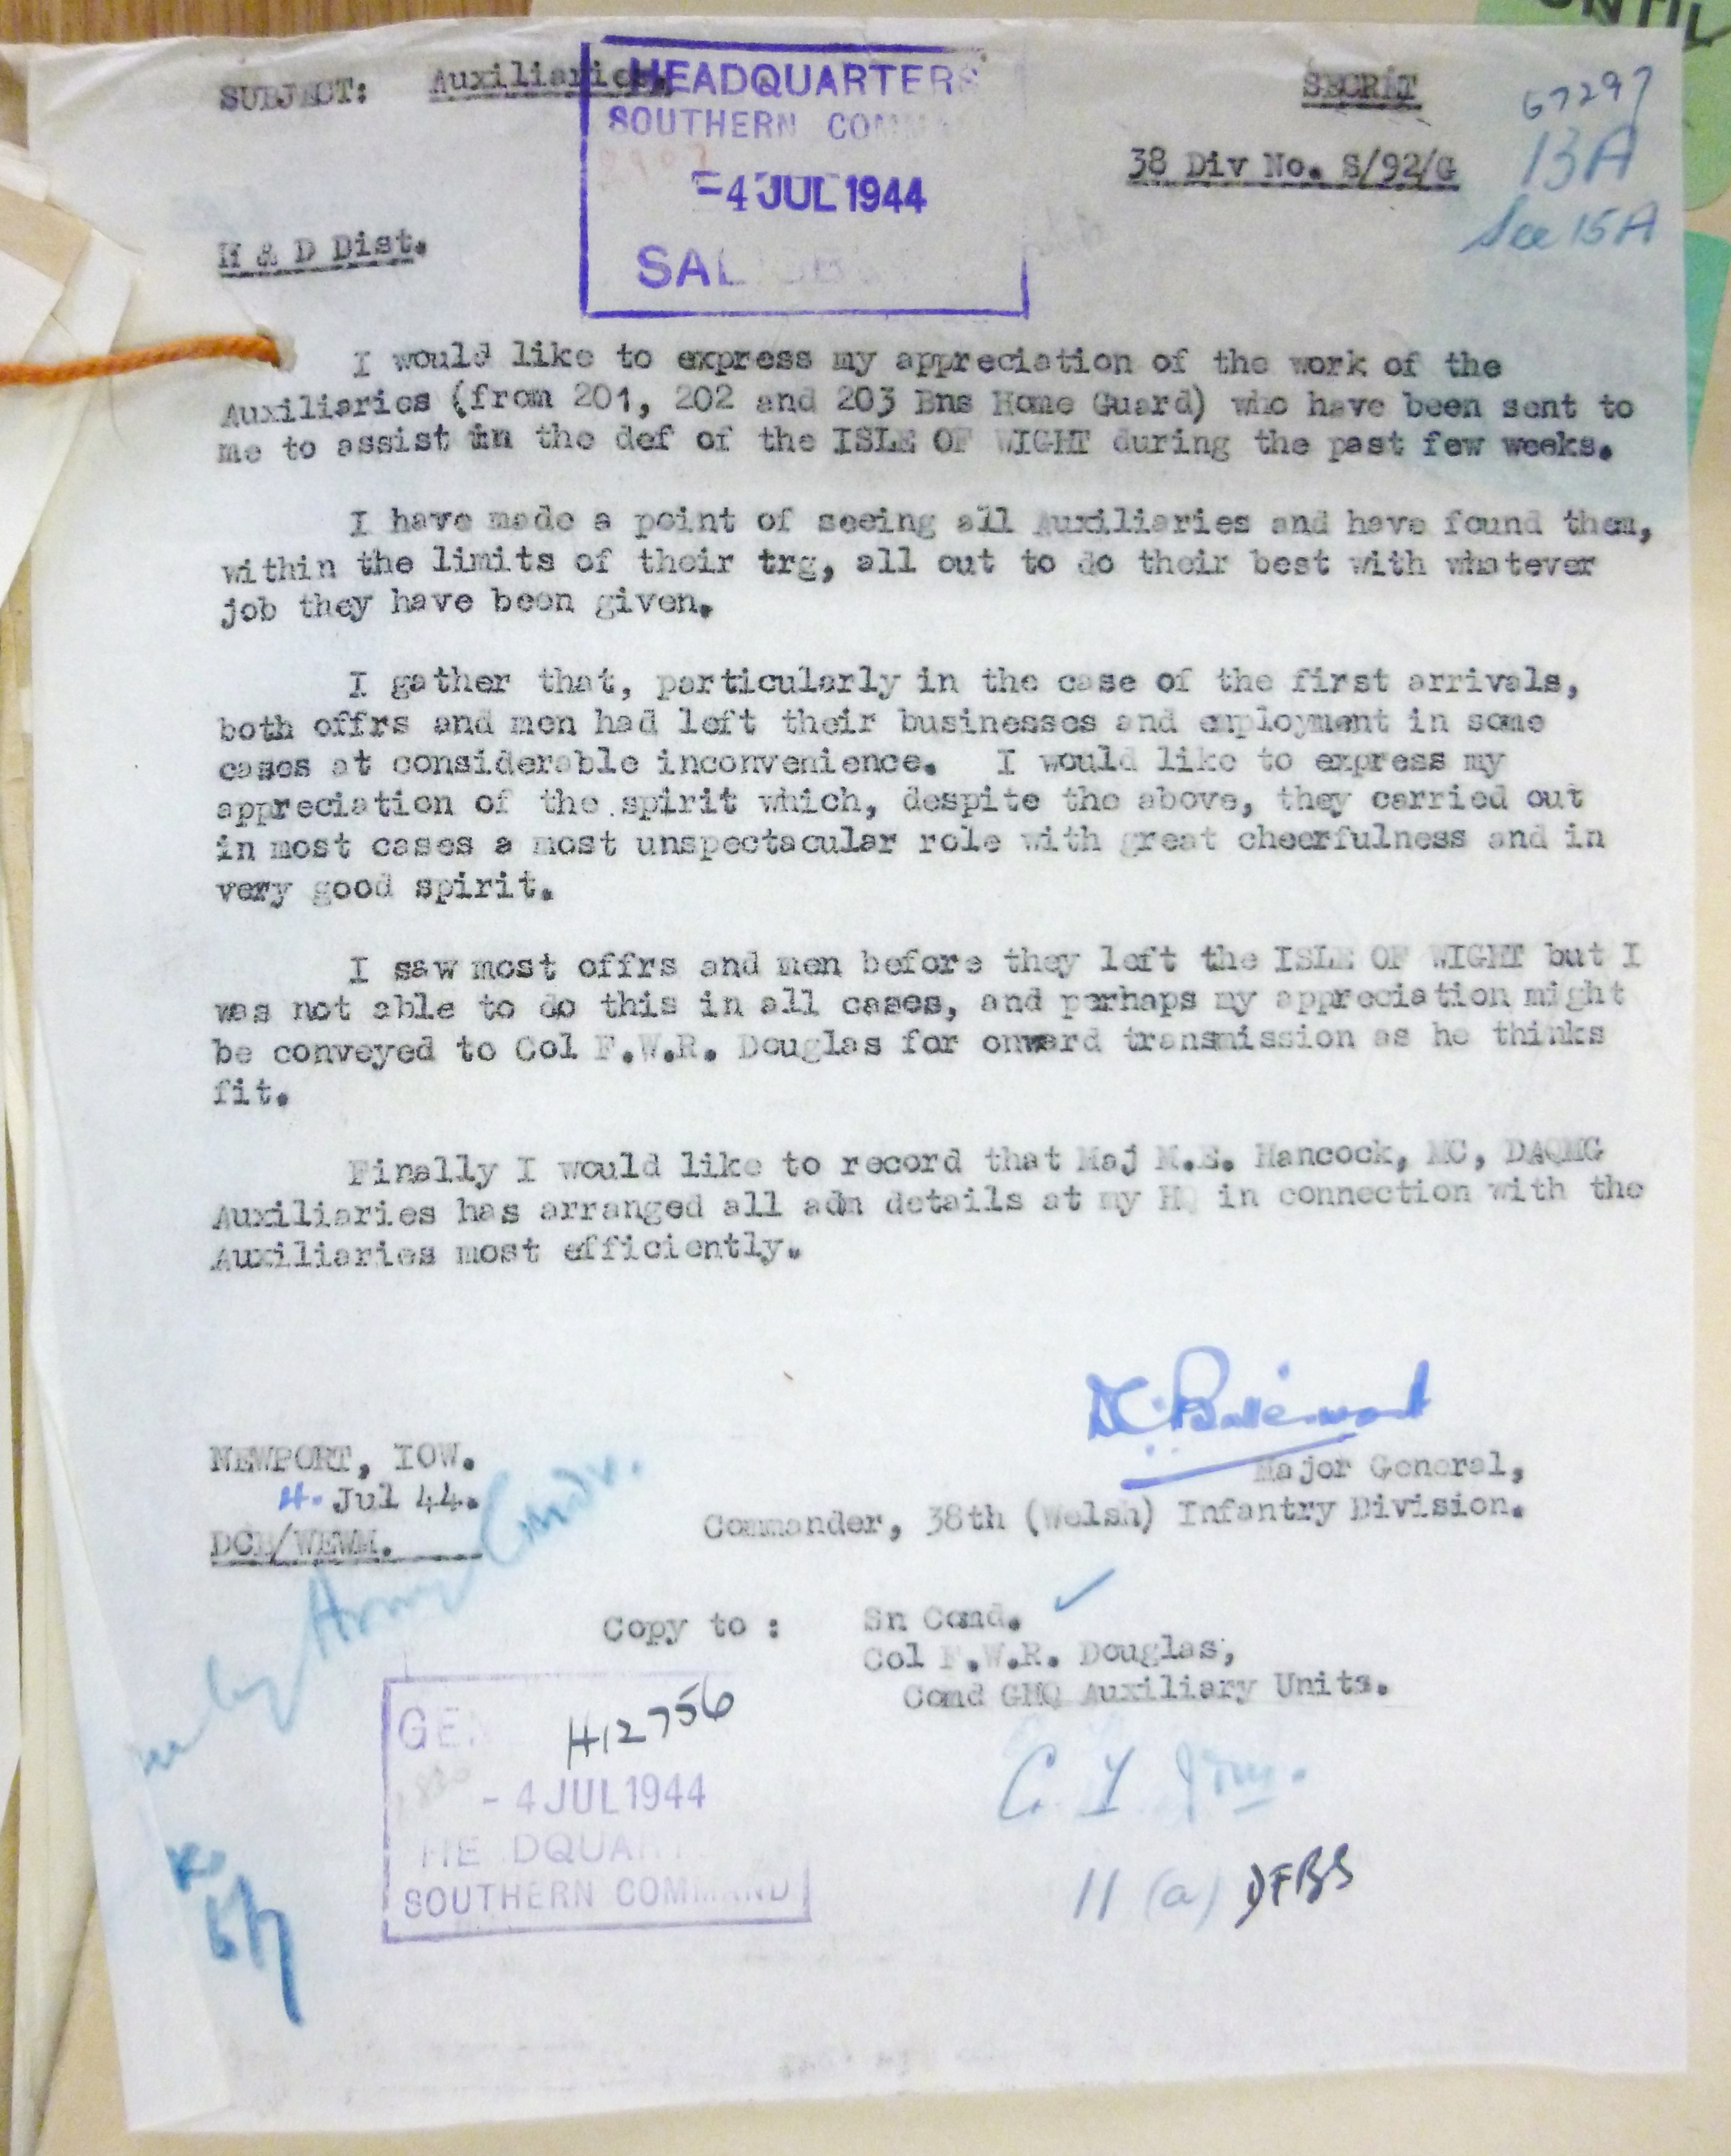 UNTIL
SUBJECT: Auxiliaries.
SECRET
67297
13A
See 15A
HEADQUARTERS
SOUTHERN COMM
-4 JUL 1944
SAL
38 Div No. S/92/G
H & D Dist.
I would like to express my appreciation of the work of the
Auxiliaries (from 201, 202 and 203 Bns Home Guard) who have been sent to
me to assist in the def of the ISLE OF WIGHT during the past few weeks.
I have made a point of seeing all Auxiliaries and have found them,
within the limits of their trg, all out to do their best with whatever
job they have been given.
I gather that, particularly in the case of the first arrivals,
both offrs and men had left their businesses and employment in some
cases at considerable inconvenience. I would like to express my
appreciation of the spirit which, despite the above, they carried out
in most cases a most unspectacular role with great cheerfulness and in
very good spirit.
I saw most offrs and men before they left the ISLE OF WIGHT but I
was not able to do this in all cases, and perhaps my appreciation might
be conveyed to Col F.W.R. Douglas for onward transmission as he thinks
fit.
Finally I would like to record that Maj M.E. Hancock, MC, DAQMG
Auxiliaries has arranged all adm details at my HQ in connection with the
Auxiliaries most efficiently.
NEWPORT, IOW.
4. Jul 44.
DCB/WEWM.
Major General,
Commander, 38th (Welsh) Infantry Division.
Army Comdr.
Copy to : Sn Comd.
Col F.W.R. Douglas,
Comd GHQ Auxiliary Units.
GE
H12756
- 4 JUL 1944
HE DQUAR
SOUTHERN COMMAND
11 (a)